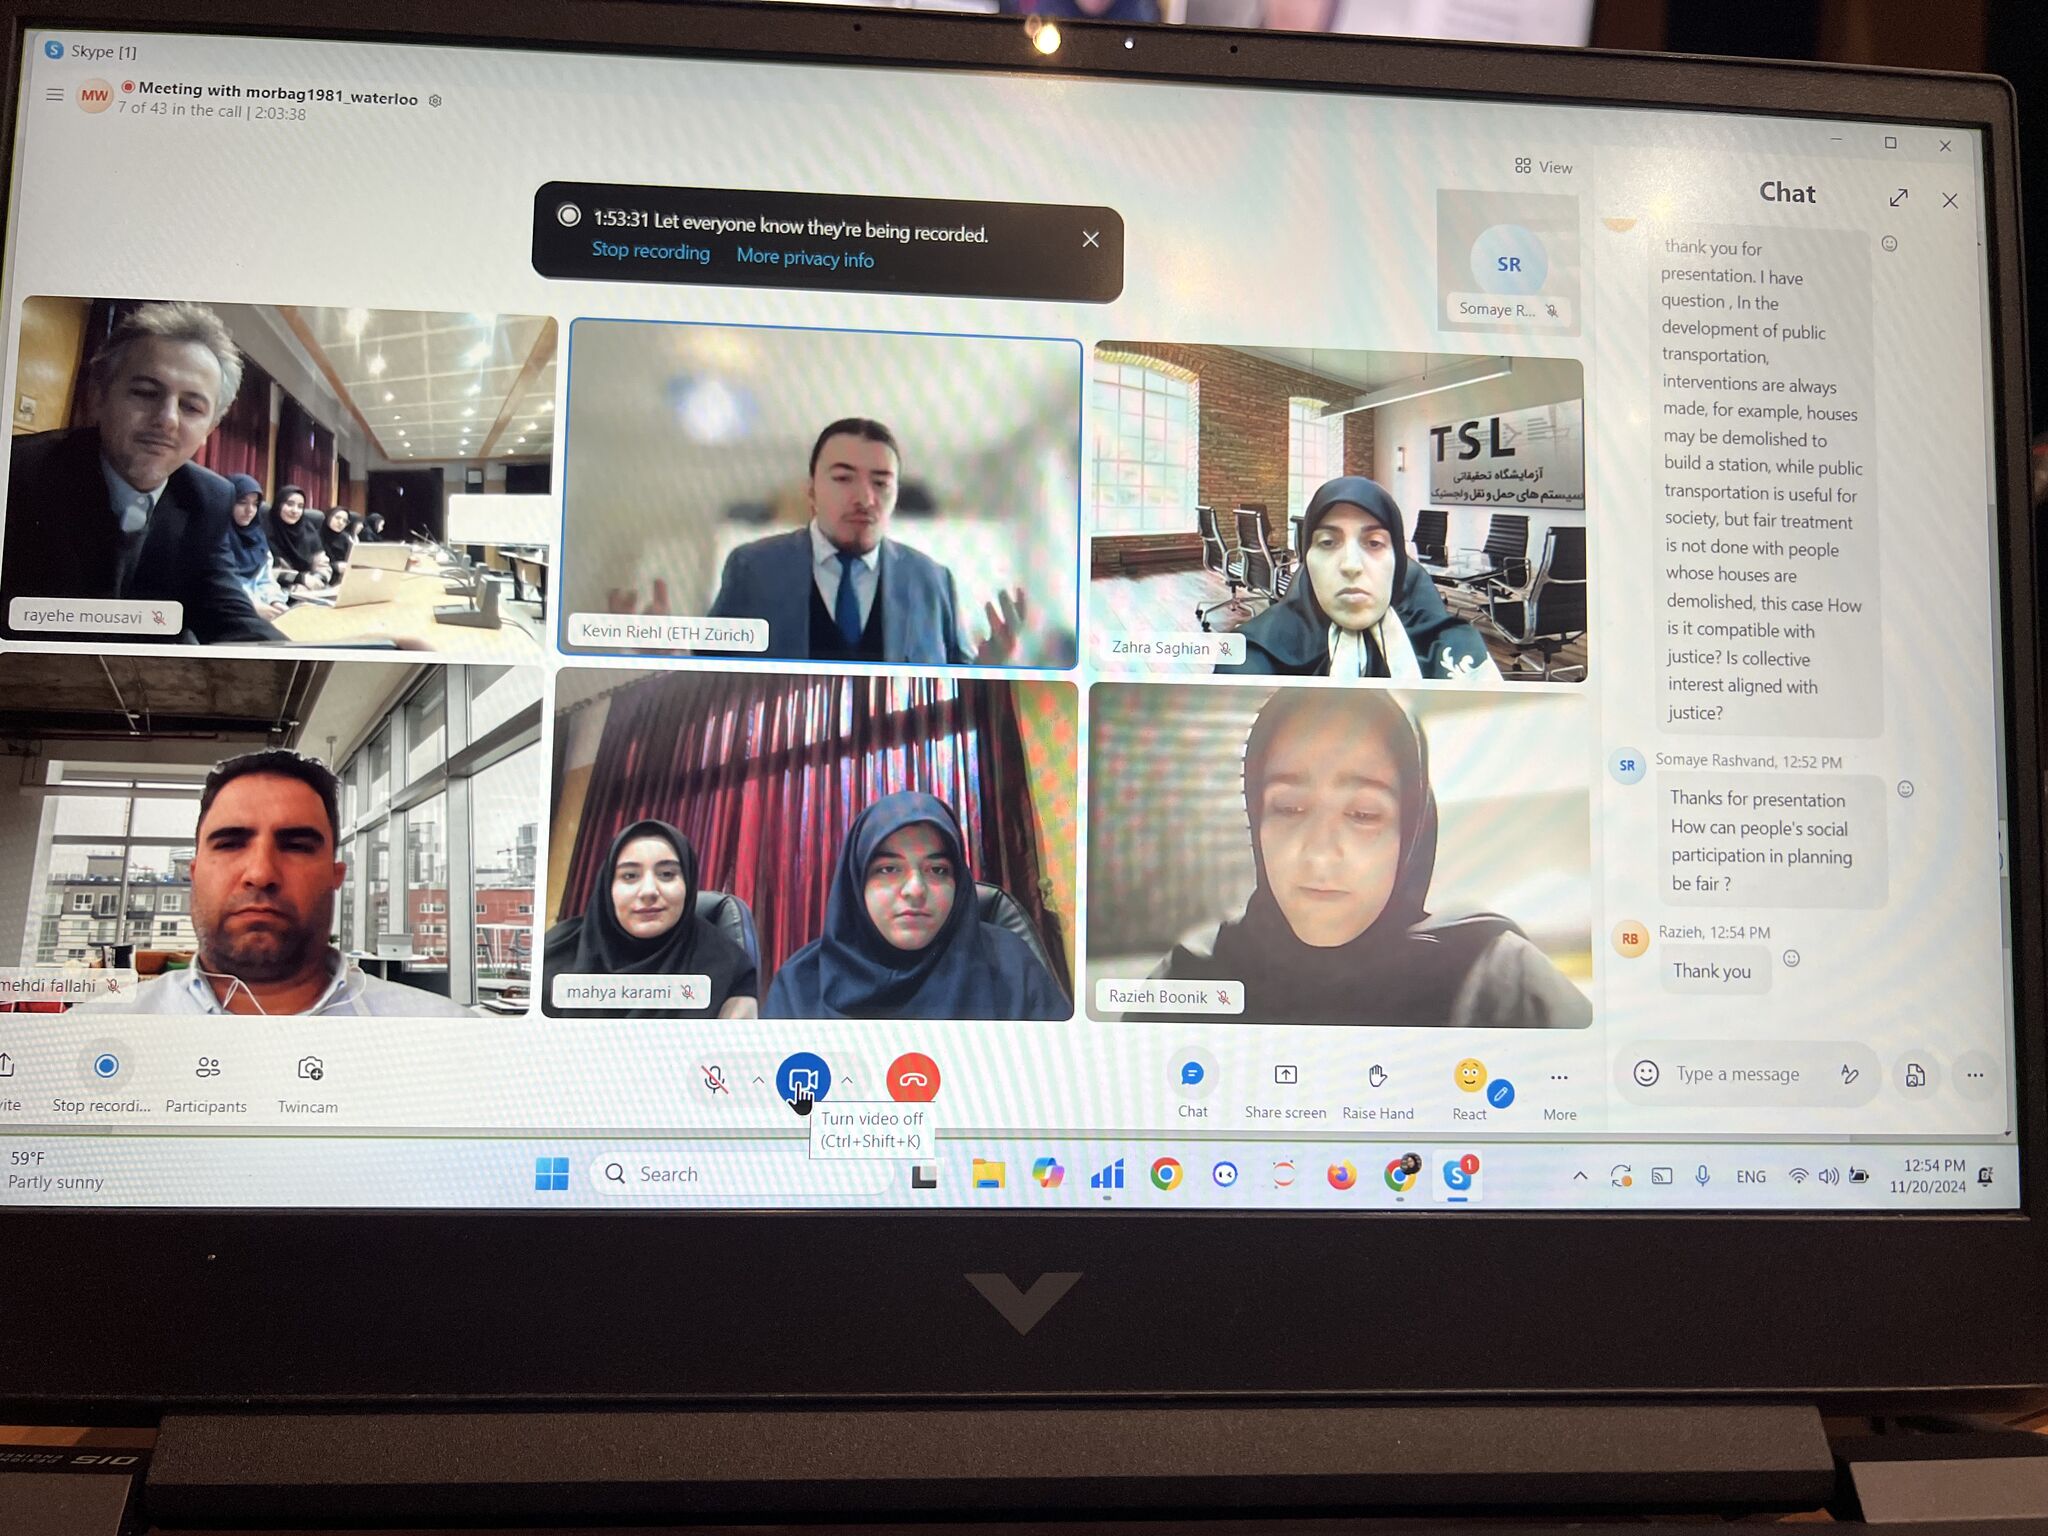 Skype [1]
MW
Meeting with morbag1981_waterloo
7 of 43 in the call | 2:03:38
1:53:31 Let everyone know they're being recorded.
Stop recording
More privacy info
View
SR
Somaye R...
rayehe mousavi
Kevin Riehl (ETH Zürich)
TSL
آزمایشگاه تحقیقاتی
سیستم های حمل و نقل و لجستیک
Zahra Saghian
mehdi fallahi
mahya karami
Razieh Boonik
Chat
thank you for
presentation. I have
question , In the
development of public
transportation,
interventions are always
made, for example, houses
may be demolished to
build a station, while public
transportation is useful for
society, but fair treatment
is not done with people
whose houses are
demolished, this case How
is it compatible with
justice? Is collective
interest aligned with
justice?
SR
Somaye Rashvand, 12:52 PM
Thanks for presentation
How can people's social
participation in planning
be fair ?
RB
Razieh, 12:54 PM
Thank you
Type a message
vite
Stop recordi...
Participants
Twincam
Turn video off
(Ctrl+Shift+K)
Chat
Share screen
Raise Hand
React
More
59°F
Partly sunny
Search
1
ENG
12:54 PM
11/20/2024